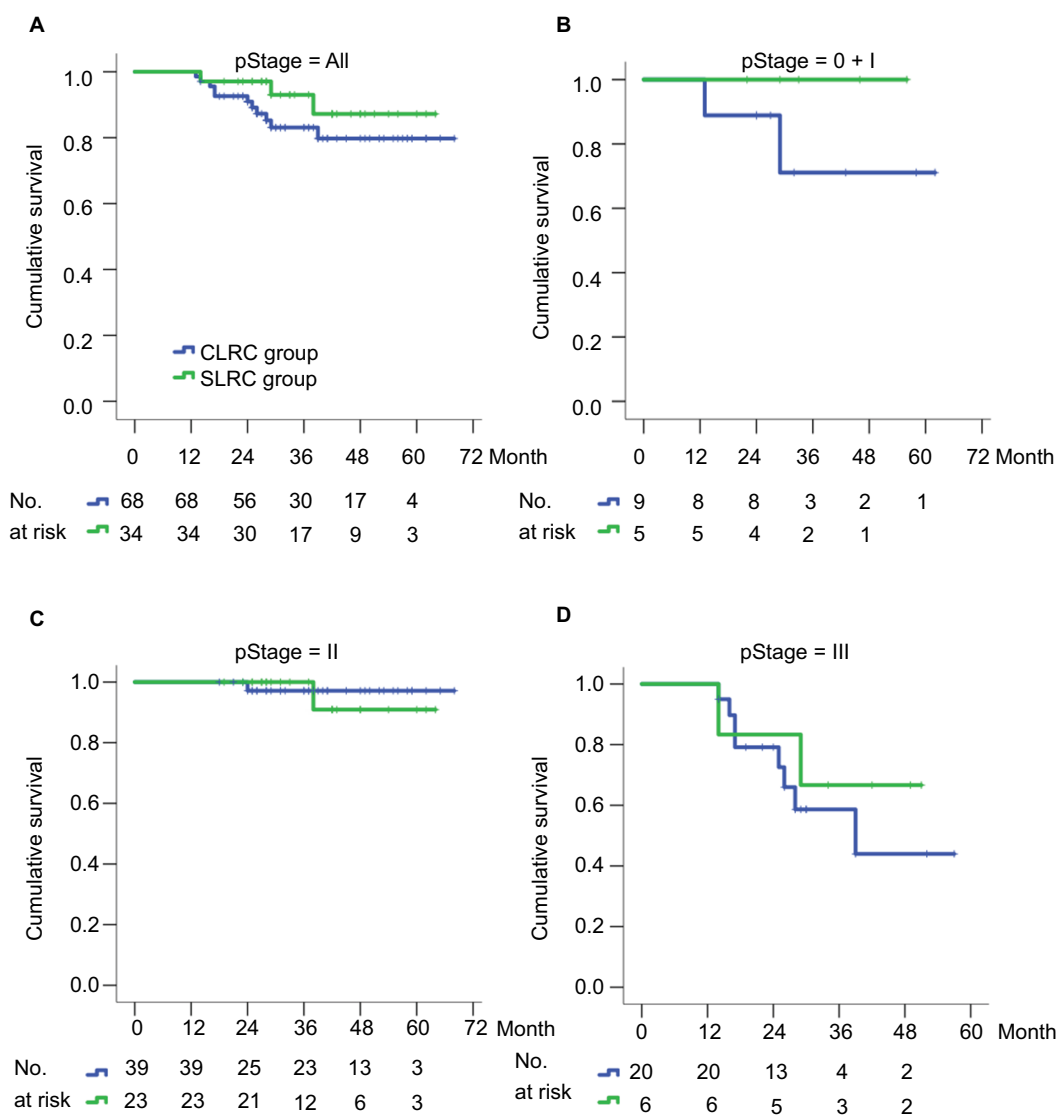 A
pStage = All
Cumulative survival
1.0
0.8
0.6
0.4
0.2
0.0
CLRC group
SLRC group
0 12 24 36 48 60 72 Month
No. 68 68 56 30 17 4
at risk 34 34 30 17 9 3
B
pStage = 0 + I
Cumulative survival
1.0
0.8
0.6
0.4
0.2
0.0
0 12 24 36 48 60 72 Month
No. 9 8 8 3 2 1
at risk 5 5 4 2 1
C
pStage = II
Cumulative survival
1.0
0.8
0.6
0.4
0.2
0.0
0 12 24 36 48 60 72 Month
No. 39 39 25 23 13 3
at risk 23 23 21 12 6 3
D
pStage = III
Cumulative survival
1.0
0.8
0.6
0.4
0.2
0.0
0 12 24 36 48 60 Month
No. 20 20 13 4 2
at risk 6 6 5 3 2